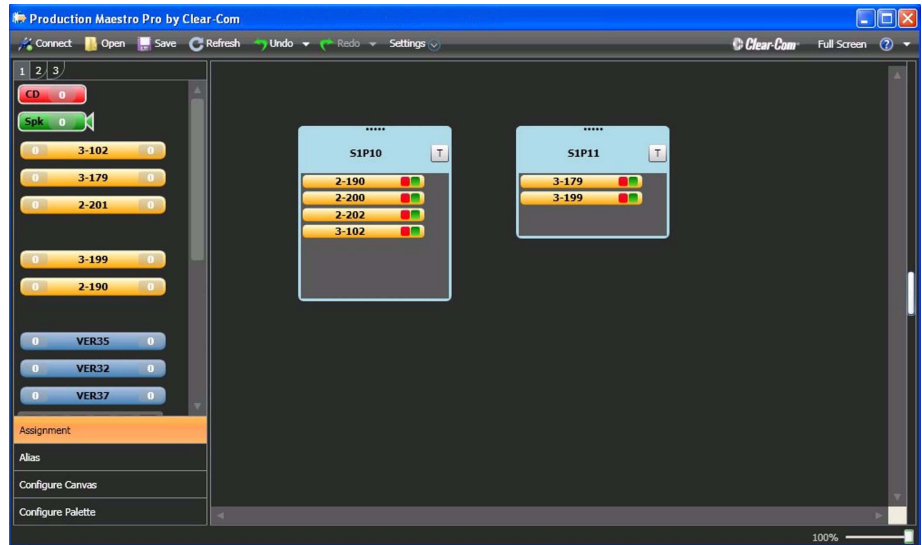 Production Maestro Pro by Clear-Com
Connect Open Save Refresh Undo Redo Settings Clear-Com Full Screen ?
1 2 3
CD 0
Spk 0
0 3-102 0
0 3-179 0
0 2-201 0
0 3-199 0
0 2-190 0
0 VER35 0
0 VER32 0
0 VER37 0
Assignment
Alias
Configure Canvas
Configure Palette
S1P10 T
2-190
2-200
2-202
3-102
S1P11 T
3-179
3-199
100%